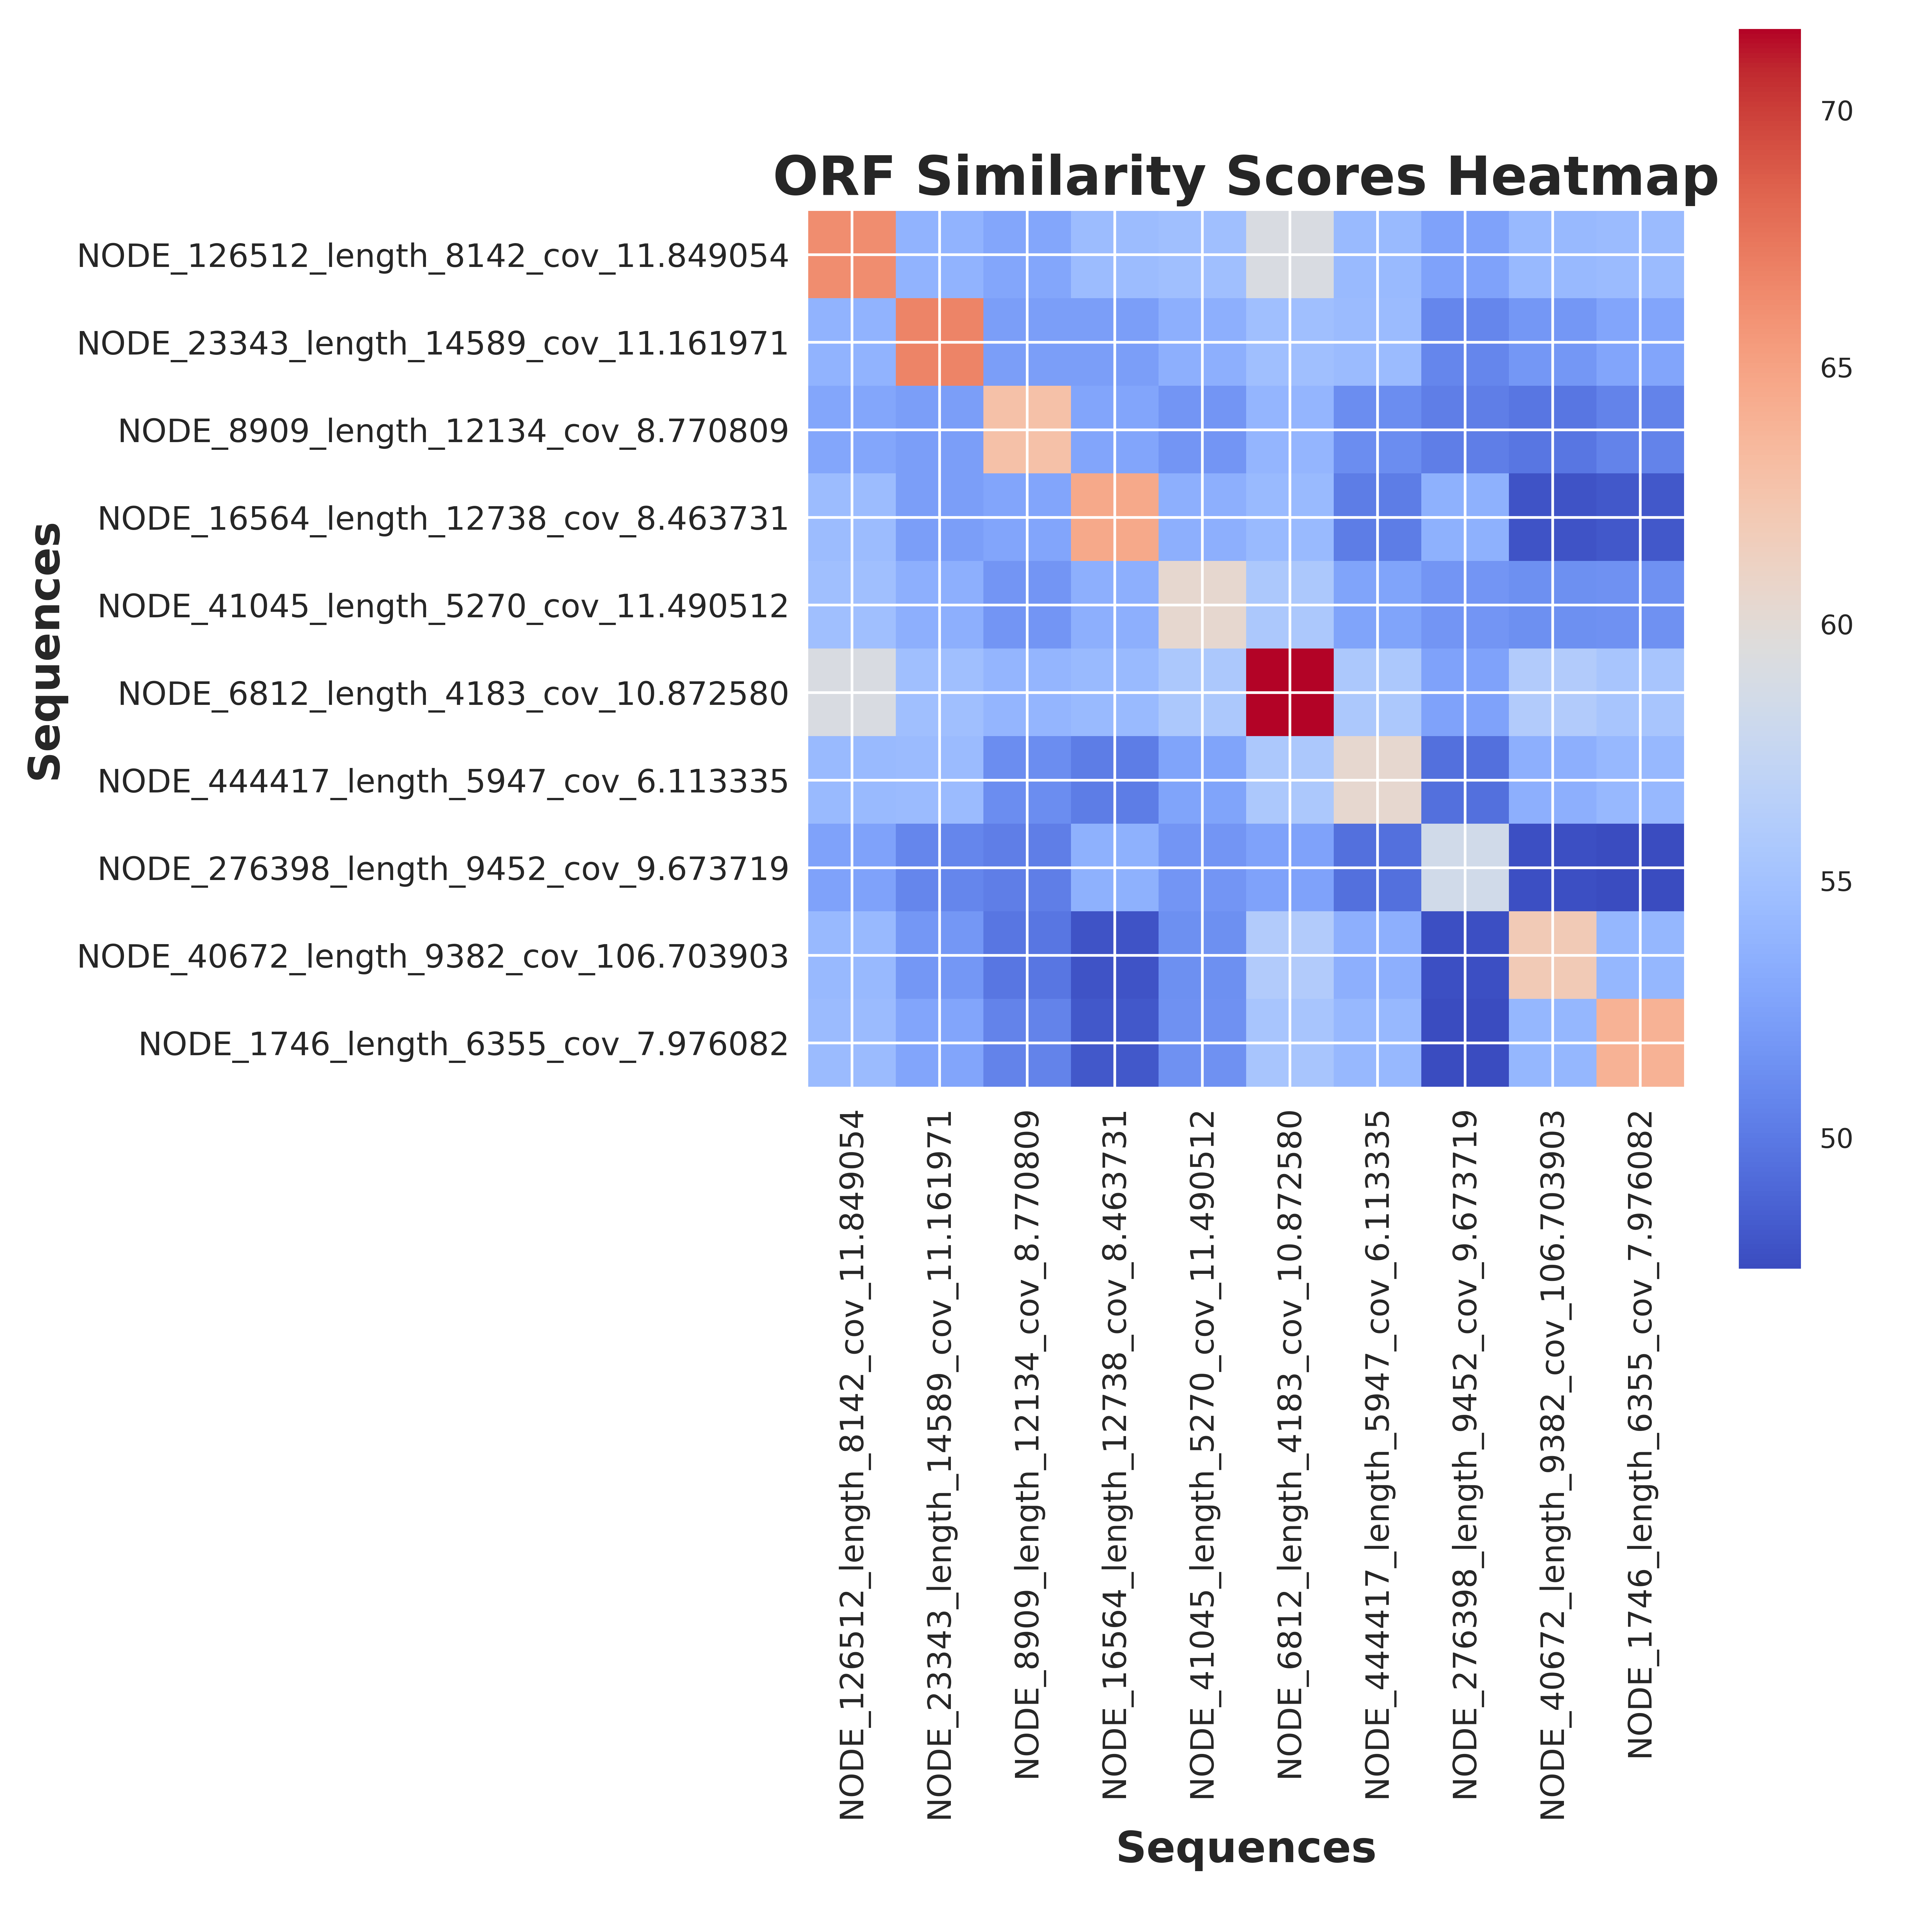 ORF Similarity Scores Heatmap
70
65
60
55
50
Sequences
NODE_126512_length_8142_cov_11.849054
NODE_23343_length_14589_cov_11.161971
NODE_8909_length_12134_cov_8.770809
NODE_16564_length_12738_cov_8.463731
NODE_41045_length_5270_cov_11.490512
NODE_6812_length_4183_cov_10.872580
NODE_444417_length_5947_cov_6.113335
NODE_276398_length_9452_cov_9.673719
NODE_40672_length_9382_cov_106.703903
NODE_1746_length_6355_cov_7.976082
NODE_126512_length_8142_cov_11.849054
NODE_23343_length_14589_cov_11.161971
NODE_8909_length_12134_cov_8.770809
NODE_16564_length_12738_cov_8.463731
NODE_41045_length_5270_cov_11.490512
NODE_6812_length_4183_cov_10.872580
NODE_444417_length_5947_cov_6.113335
NODE_276398_length_9452_cov_9.673719
NODE_40672_length_9382_cov_106.703903
NODE_1746_length_6355_cov_7.976082
Sequences